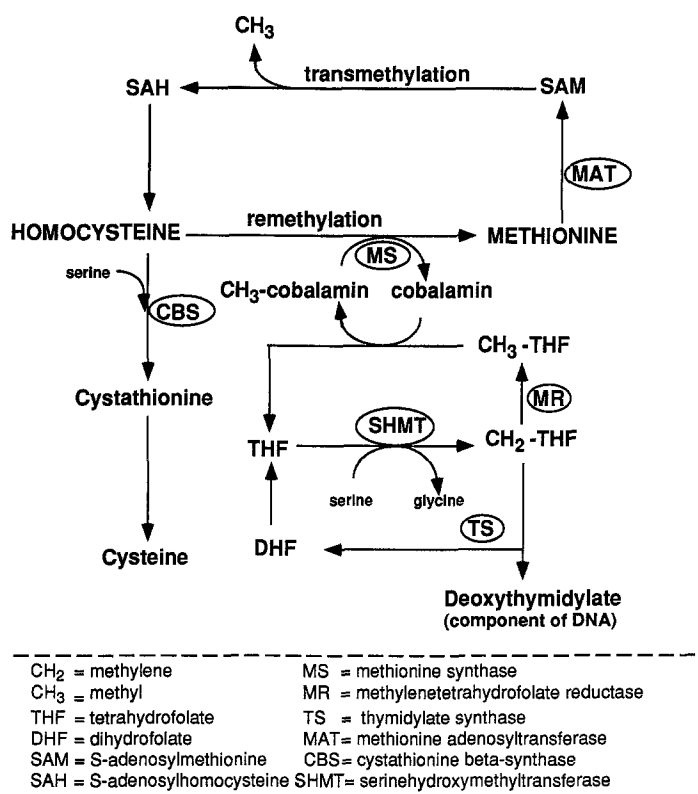 CH3
transmethylation
SAH
SAM
MAT
HOMOCYSTEINE
remethylation
METHIONINE
MS
serine
CH3-cobalamin
cobalamin
CBS
CH3 -THF
Cystathionine
MR
SHMT
THF
CH2 -THF
serine
glycine
TS
DHF
Cysteine
Deoxythymidylate
(component of DNA)
CH2 = methylene
MS = methionine synthase
CH3 = methyl
MR = methylenetetrahydrofolate reductase
THF = tetrahydrofolate
TS = thymidylate synthase
DHF = dihydrofolate
MAT= methionine adenosyltransferase
SAM = S-adenosylmethionine
CBS= cystathionine beta-synthase
SAH = S-adenosylhomocysteine
SHMT= serinehydroxymethyltransferase